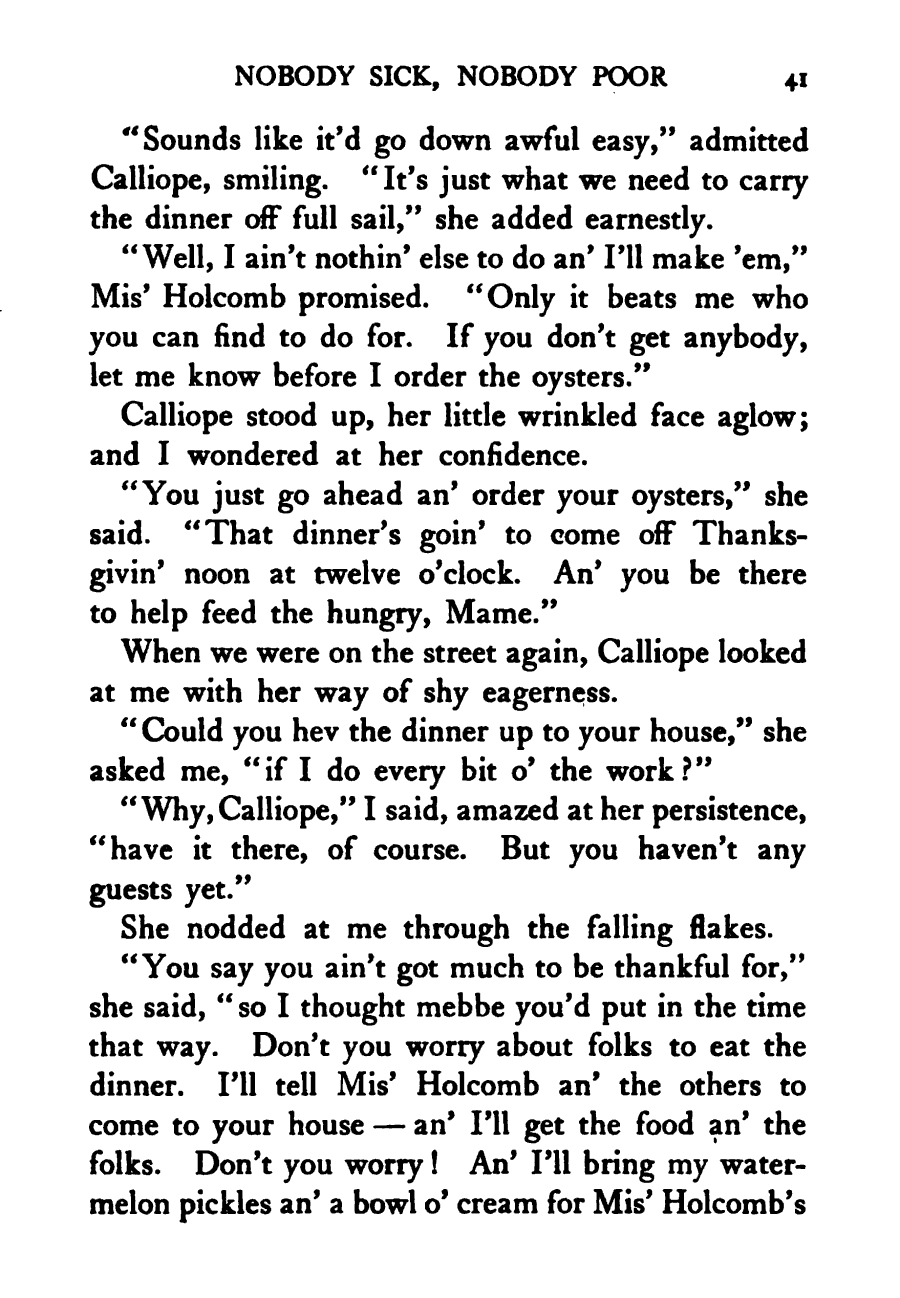 NOBODY SICK, NOBODY POOR 41
"Sounds like it'd go down awful easy," admitted
Calliope, smiling. "It's just what we need to carry
the dinner off full sail," she added earnestly.
"Well, I ain't nothin' else to do an' I'll make 'em,"
Mis' Holcomb promised. "Only it beats me who
you can find to do for. If you don't get anybody,
let me know before I order the oysters."
Calliope stood up, her little wrinkled face aglow;
and I wondered at her confidence.
"You just go ahead an' order your oysters," she
said. "That dinner's goin' to come off Thanks-
givin' noon at twelve o'clock. An' you be there
to help feed the hungry, Mame."
When we were on the street again, Calliope looked
at me with her way of shy eagerness.
"Could you hev the dinner up to your house," she
asked me, "if I do every bit o' the work?"
"Why, Calliope," I said, amazed at her persistence,
"have it there, of course. But you haven't any
guests yet."
She nodded at me through the falling flakes.
"You say you ain't got much to be thankful for,"
she said, "so I thought mebbe you'd put in the time
that way. Don't you worry about folks to eat the
dinner. I'll tell Mis' Holcomb an' the others to
come to your house — an' I'll get the food an' the
folks. Don't you worry! An' I'll bring my water-
melon pickles an' a bowl o' cream for Mis' Holcomb's